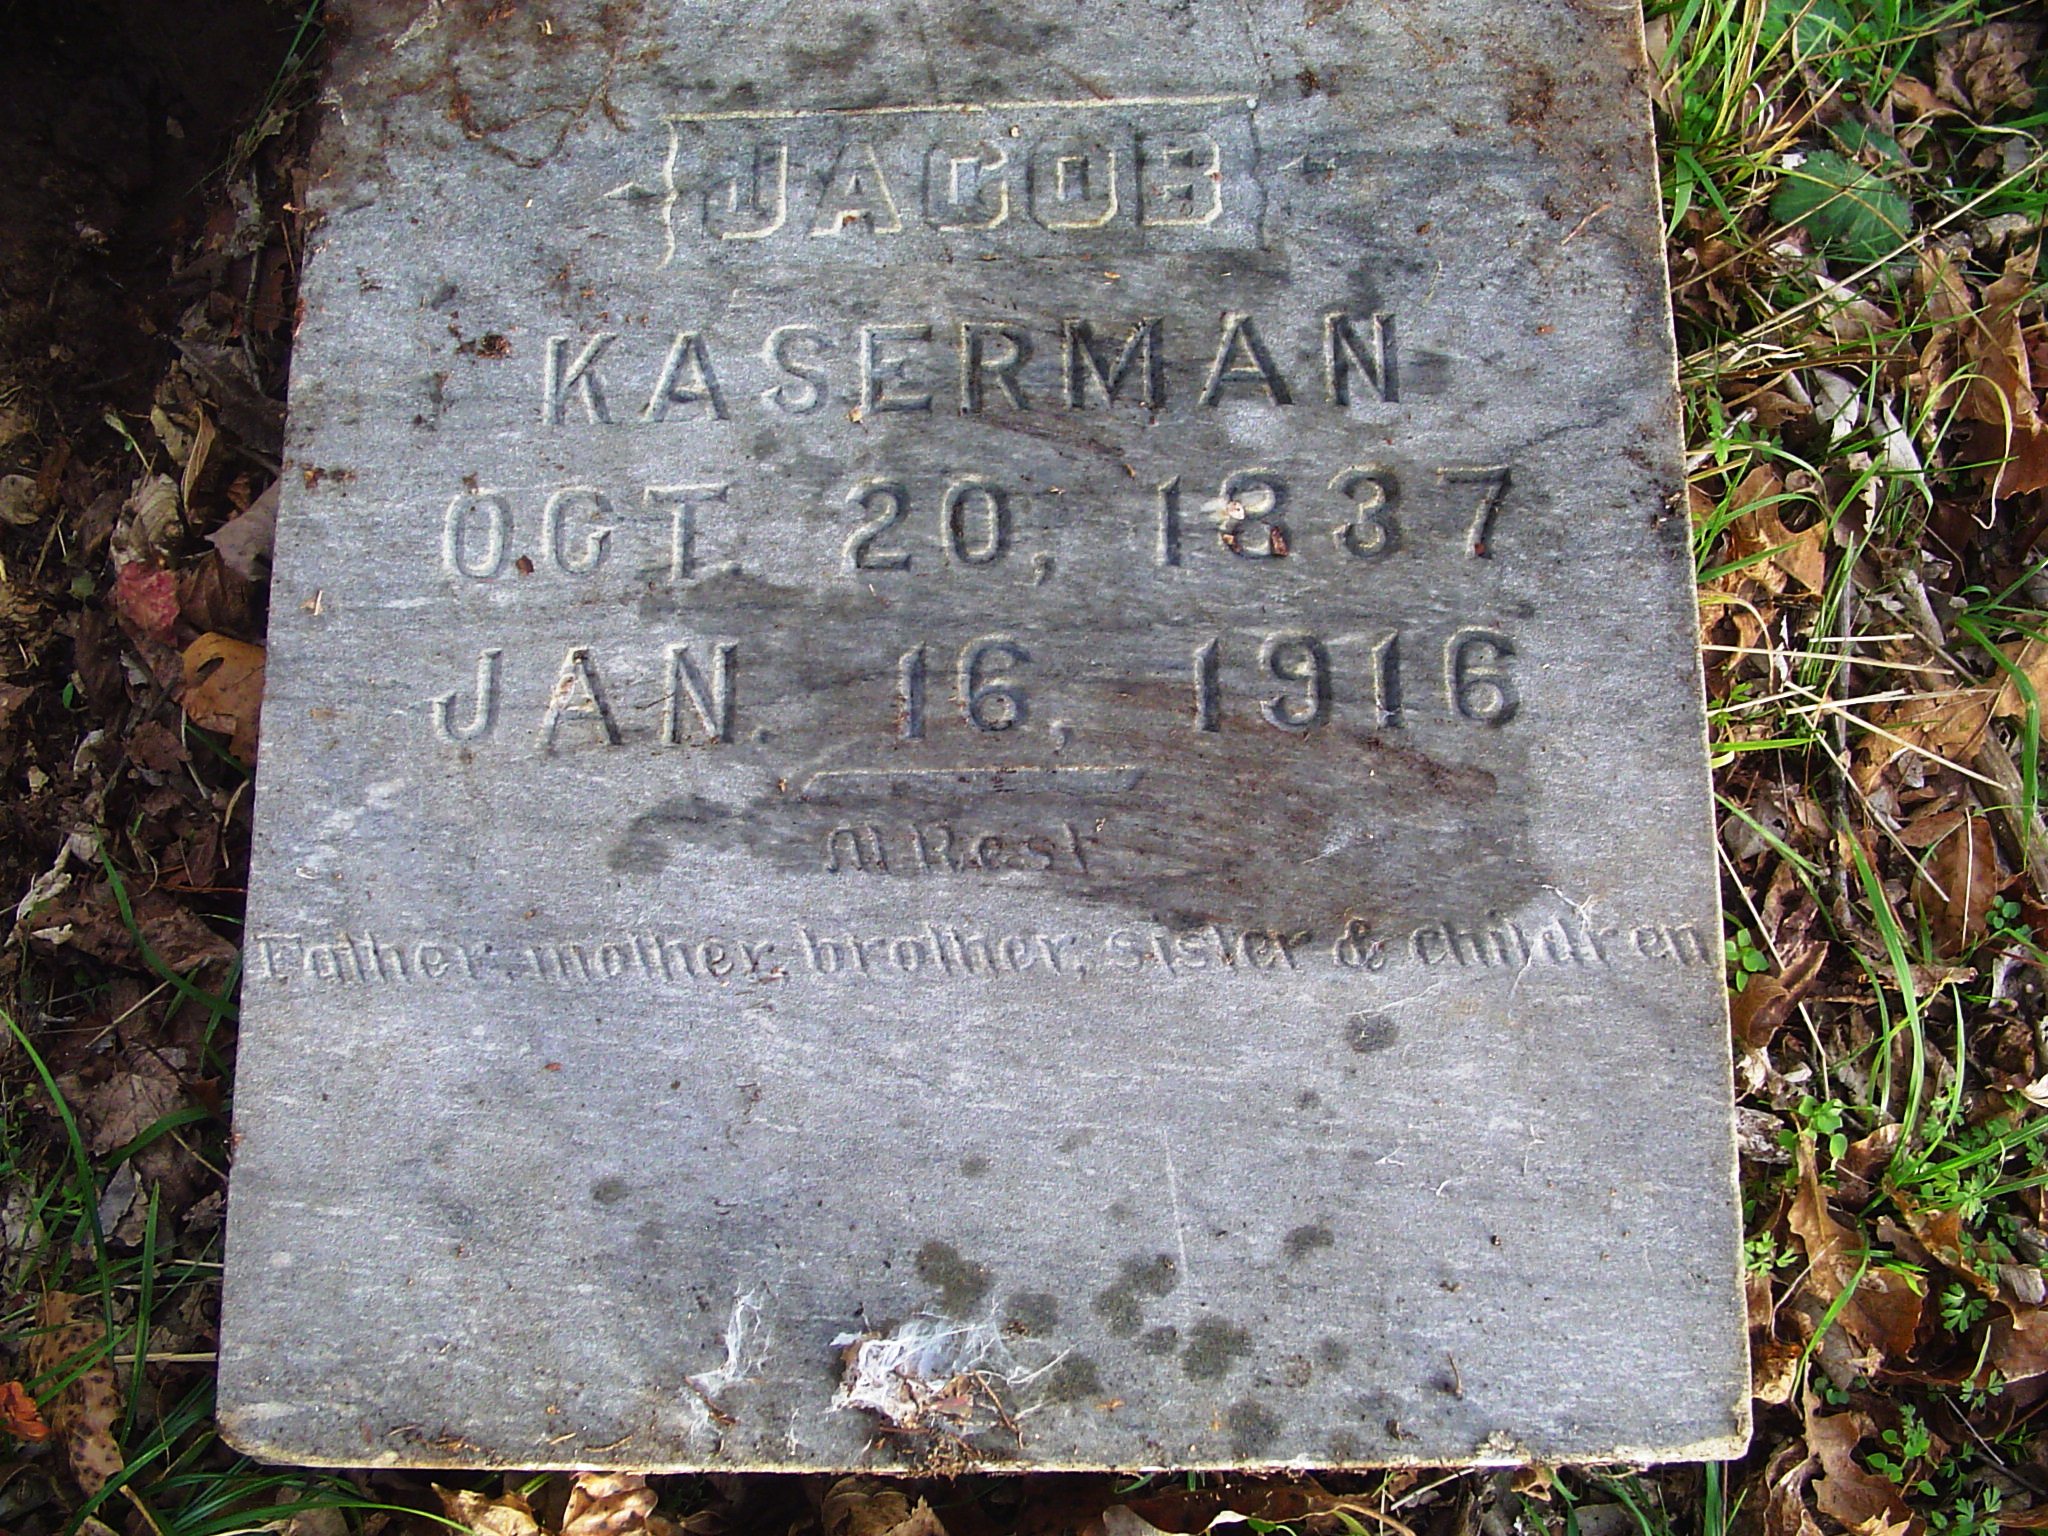 JACOB
KASERMAN
OCT. 20, 1837
JAN. 16, 1916
At Rest
Father, mother, brother, sister & children